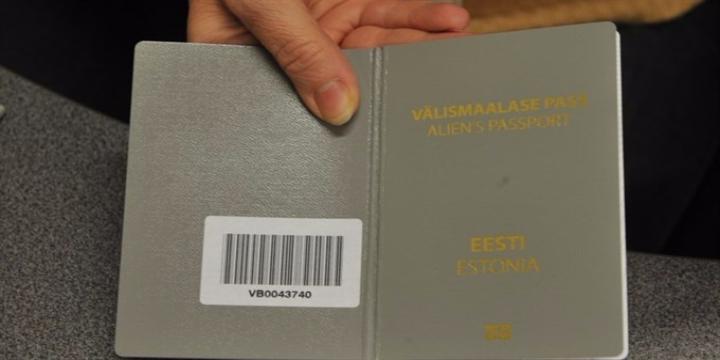 VÄLISMAALASE PASS
ALIEN'S PASSPORT
EESTI
ESTONIA
VB0043740